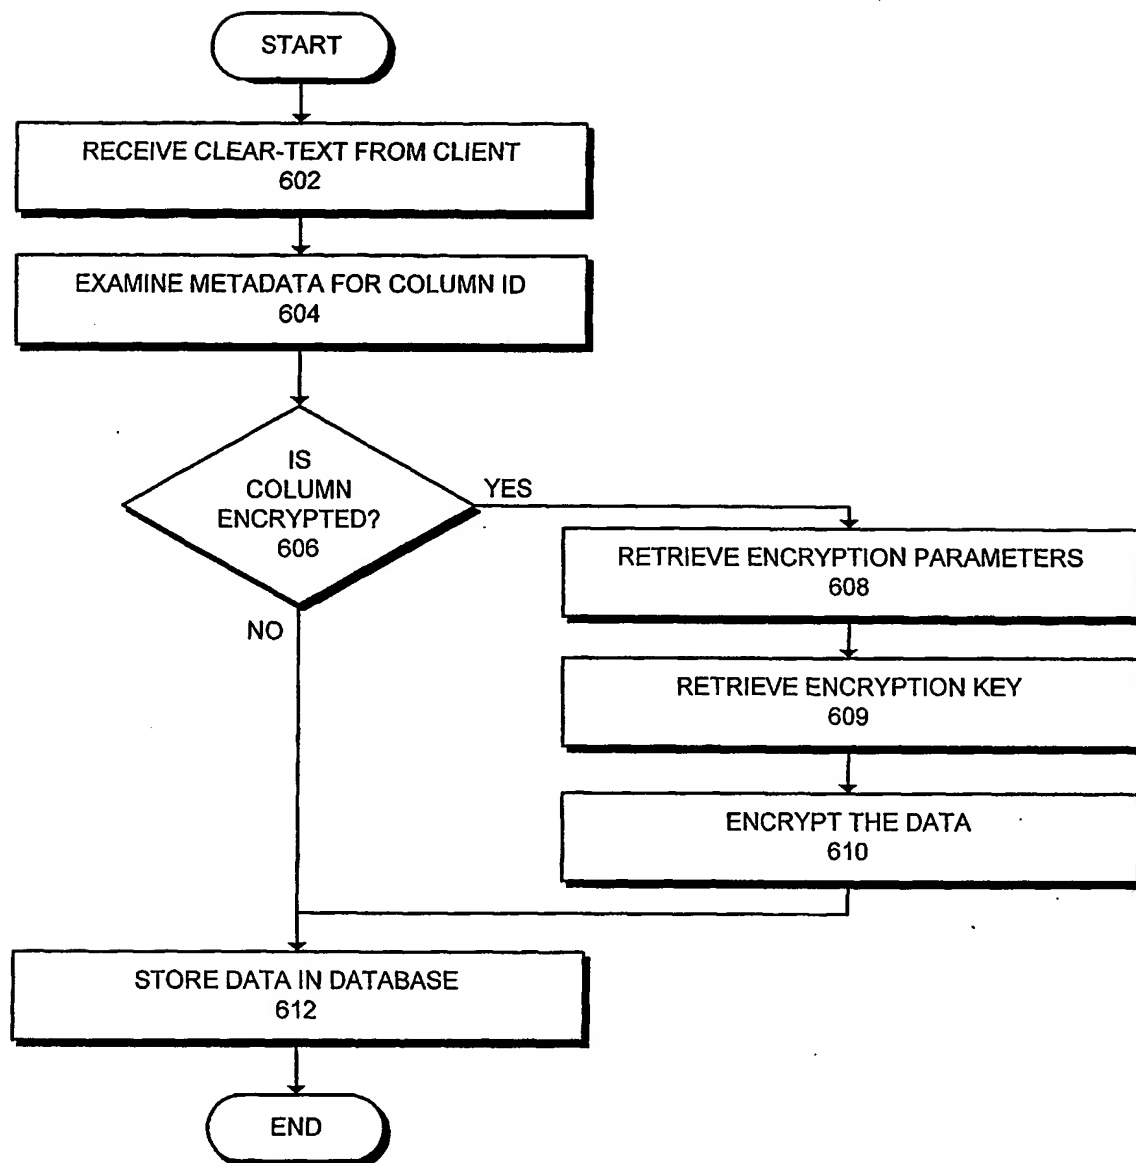 START
RECEIVE CLEAR-TEXT FROM CLIENT
602
EXAMINE METADATA FOR COLUMN ID
604
IS
COLUMN
ENCRYPTED?
606
YES
NO
RETRIEVE ENCRYPTION PARAMETERS
608
RETRIEVE ENCRYPTION KEY
609
ENCRYPT THE DATA
610
STORE DATA IN DATABASE
612
END